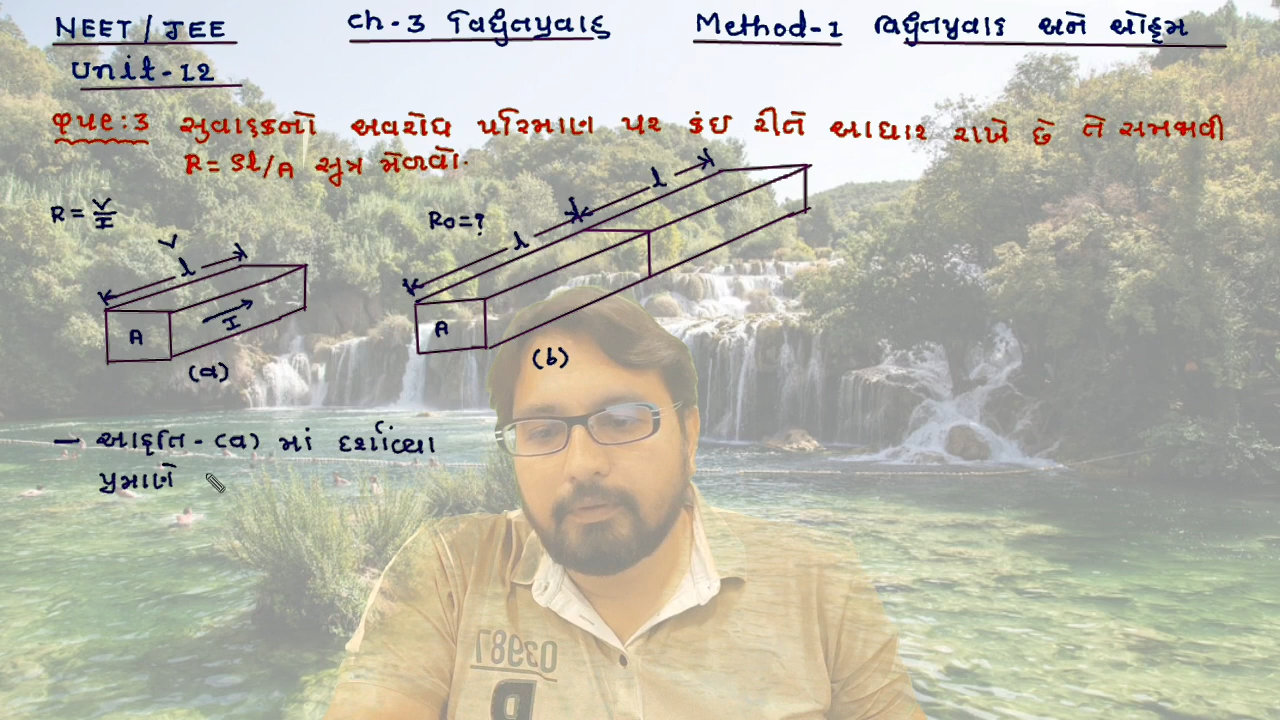 NEET / JEE ch-3 વિદ્યુતપ્રવાહ Method-1 વિદ્યુતપ્રવાહ અને ઓહ્મ
Unit-12
પ્રશ્ન:3 સુવાહકનો અવરોધ પરિમાણ પર કઇ રીતે આધાર રાખે છે તે સમજાવી
R = ρl/A સૂત્ર મેળવો.
R = V/I
V
l
I
A
(a)
R0=?
l
l
A
(b)
– આકૃતિ-(a) માં દર્શાવ્યા
પ્રમાણે